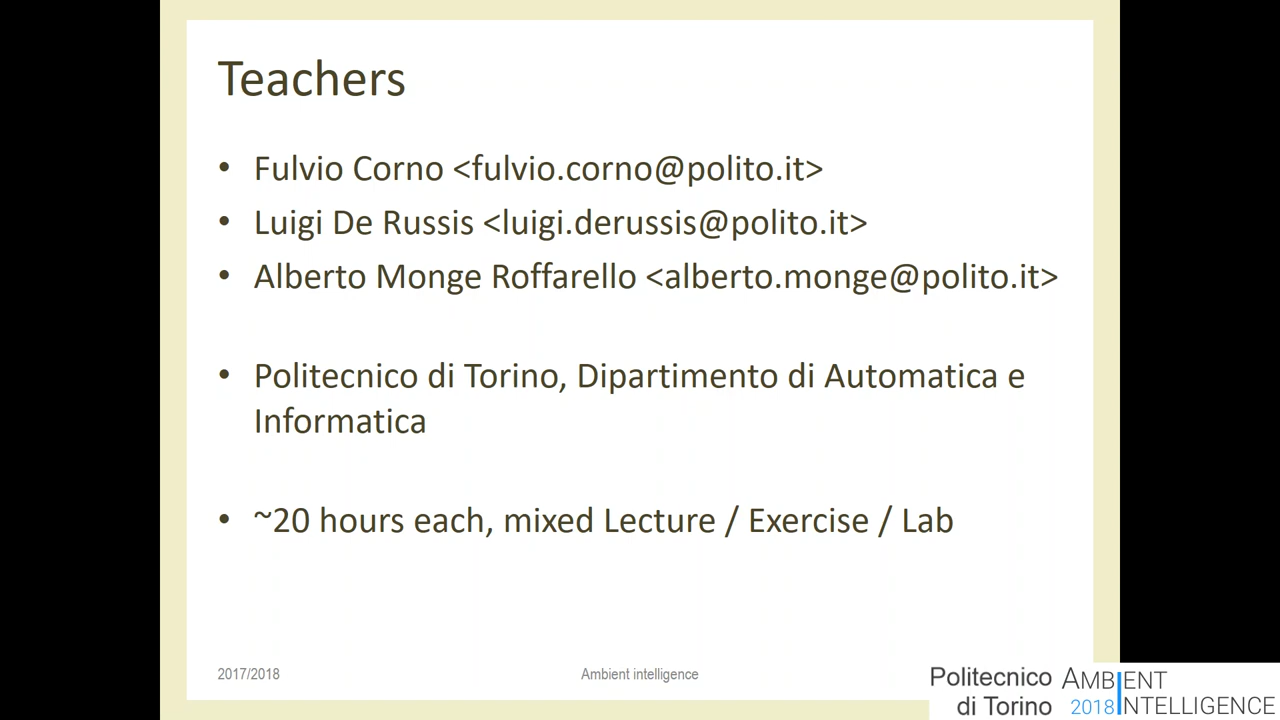 Teachers
• Fulvio Corno <fulvio.corno@polito.it>
• Luigi De Russis <luigi.derussis@polito.it>
• Alberto Monge Roffarello <alberto.monge@polito.it>
• Politecnico di Torino, Dipartimento di Automatica e
Informatica
• ~20 hours each, mixed Lecture / Exercise / Lab
2017/2018
Ambient intelligence
Politecnico
di Torino
AMBIENT
2018 INTELLIGENCE